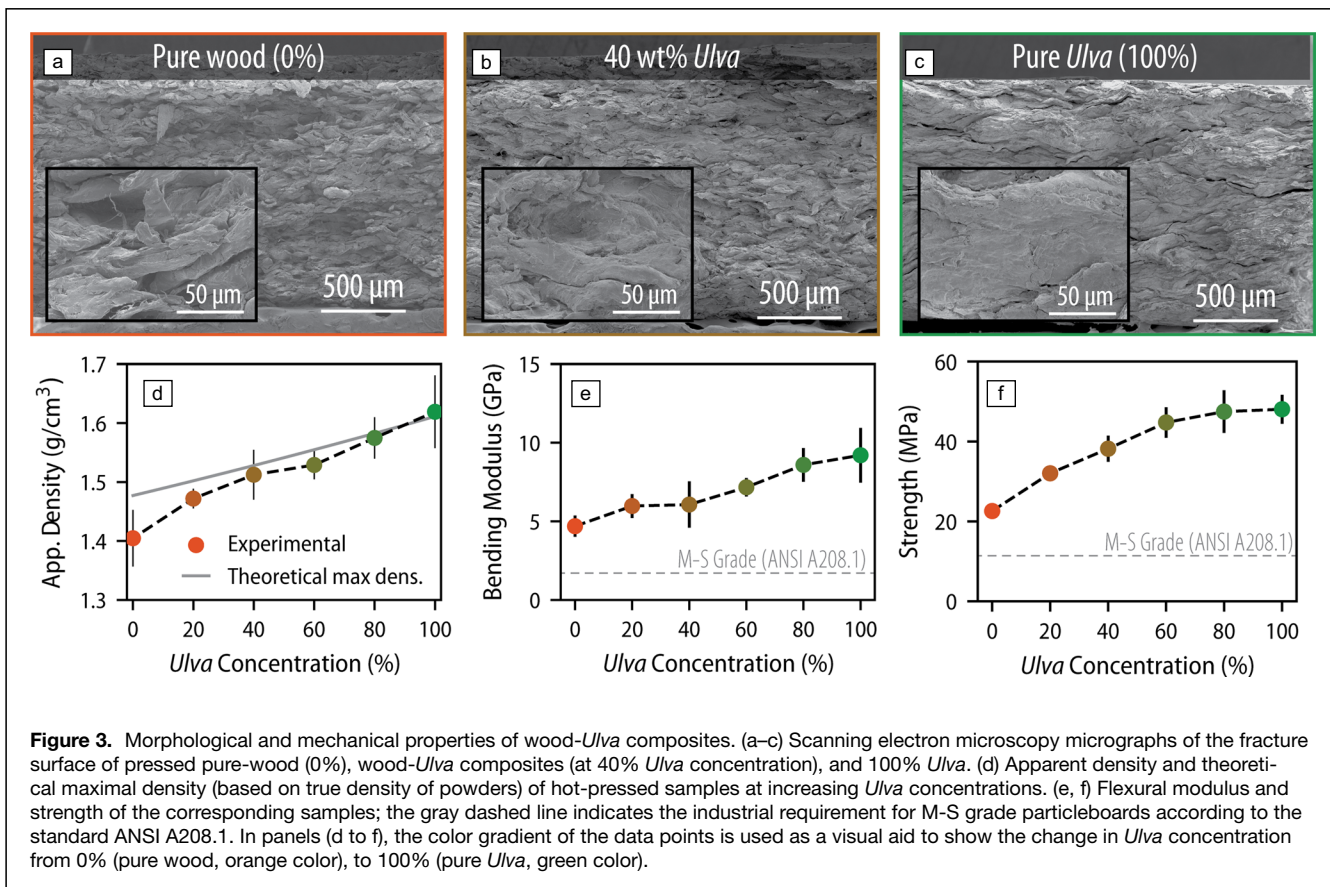 a
Pure wood (0%)
50 µm
500 µm
b
40 wt% Ulva
50 µm
500 µm
c
Pure Ulva (100%)
50 µm
500 µm
App. Density (g/cm³)
1.7
1.6
1.5
1.4
1.3
d
Experimental
Theoretical max dens.
0 20 40 60 80 100
Ulva Concentration (%)
Bending Modulus (GPa)
15
10
5
0
e
M–S Grade (ANSI A208.1)
0 20 40 60 80 100
Ulva Concentration (%)
Strength (MPa)
60
40
20
0
f
M–S Grade (ANSI A208.1)
0 20 40 60 80 100
Ulva Concentration (%)
Figure 3. Morphological and mechanical properties of wood-Ulva composites. (a–c) Scanning electron microscopy micrographs of the fracture
surface of pressed pure-wood (0%), wood-Ulva composites (at 40% Ulva concentration), and 100% Ulva. (d) Apparent density and theoreti-
cal maximal density (based on true density of powders) of hot-pressed samples at increasing Ulva concentrations. (e, f) Flexural modulus and
strength of the corresponding samples; the gray dashed line indicates the industrial requirement for M-S grade particleboards according to the
standard ANSI A208.1. In panels (d to f), the color gradient of the data points is used as a visual aid to show the change in Ulva concentration
from 0% (pure wood, orange color), to 100% (pure Ulva, green color).